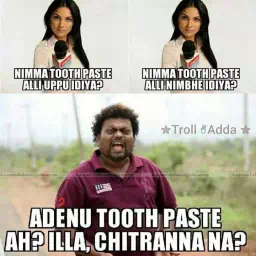 NIMMA TOOTH PASTE
ALLI UPPU IDIYA?
NIMMA TOOTH PASTE
ALLI NIMBHE IDIYA?
★Troll Adda★
ADENU TOOTH PASTE
AH? ILLA, CHITRANNA NA?